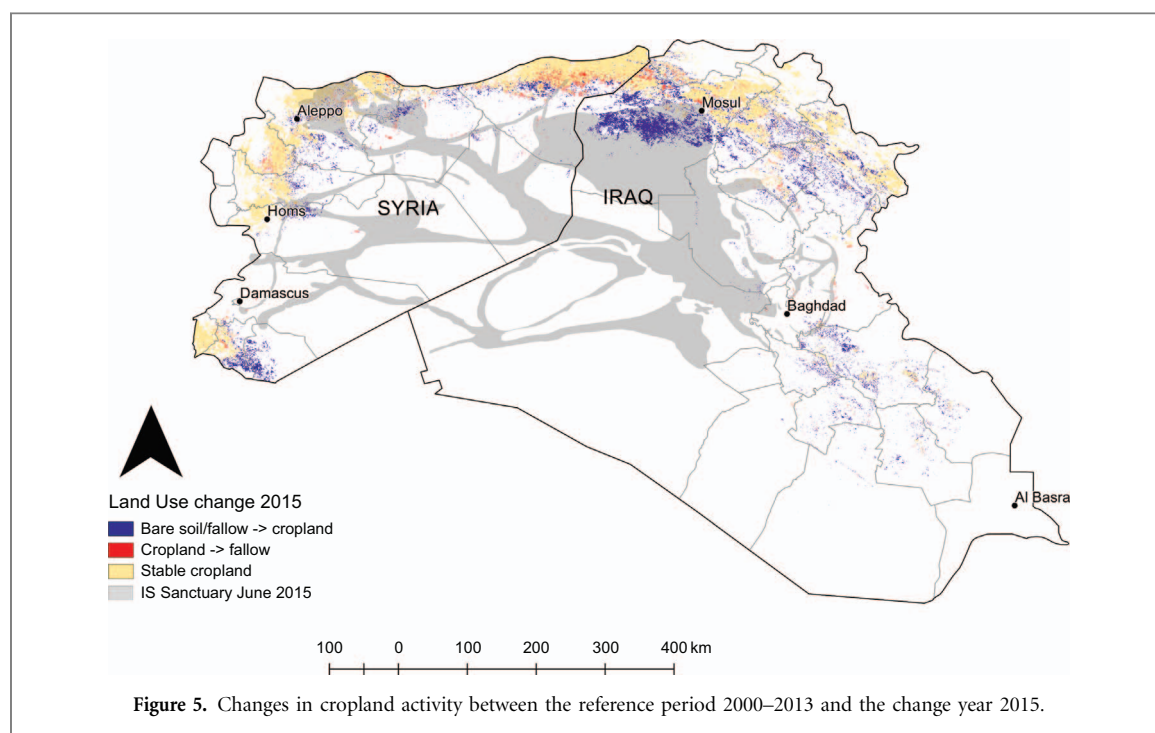 Aleppo
Mosul
Homs
SYRIA
IRAQ
Damascus
Baghdad
Al Basra
Land Use change 2015
Bare soil/fallow -> cropland
Cropland -> fallow
Stable cropland
IS Sanctuary June 2015
100 0 100 200 300 400 km
Figure 5. Changes in cropland activity between the reference period 2000–2013 and the change year 2015.